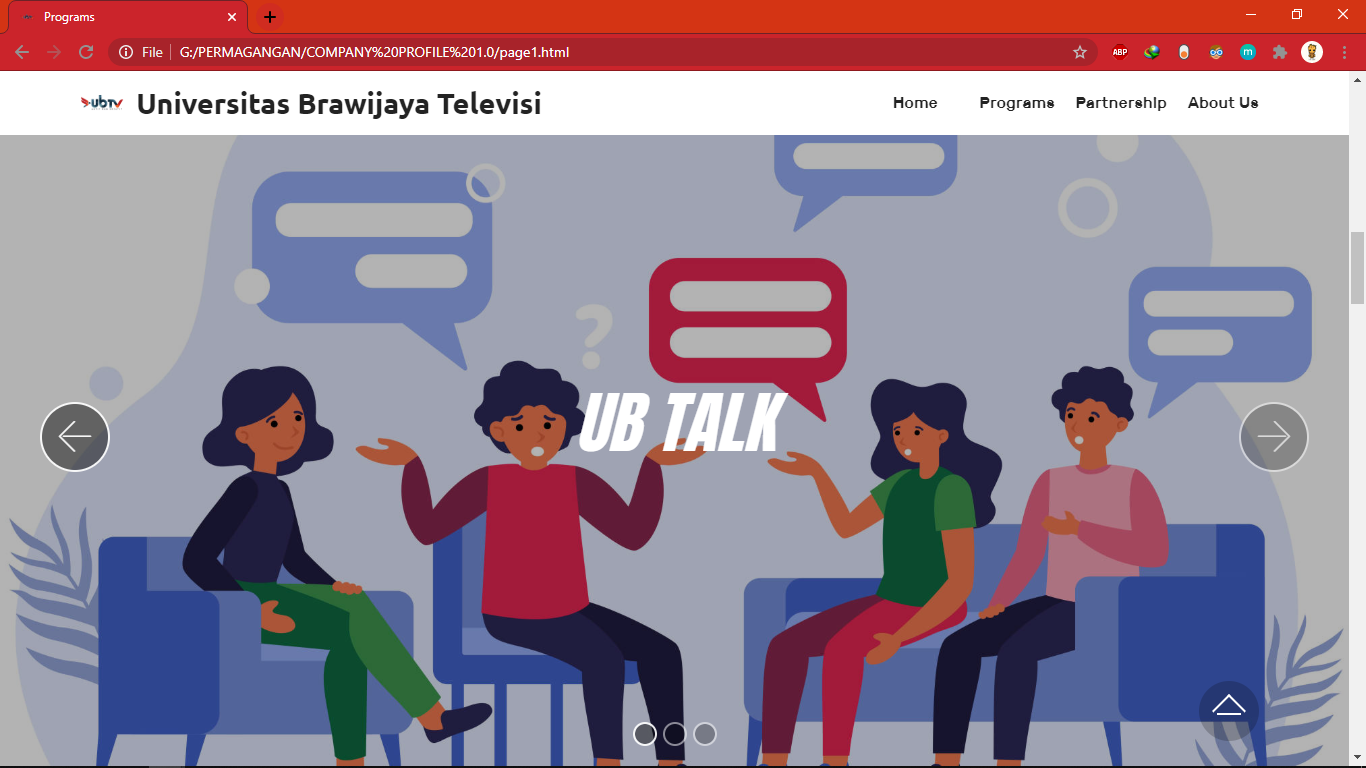 Programs
File G:/PERMAGANGAN/COMPANY%20PROFILE%201.0/page1.html ABP m
UBTV Universitas Brawijaya Televisi Home Programs Partnership About Us
?
UB TALK